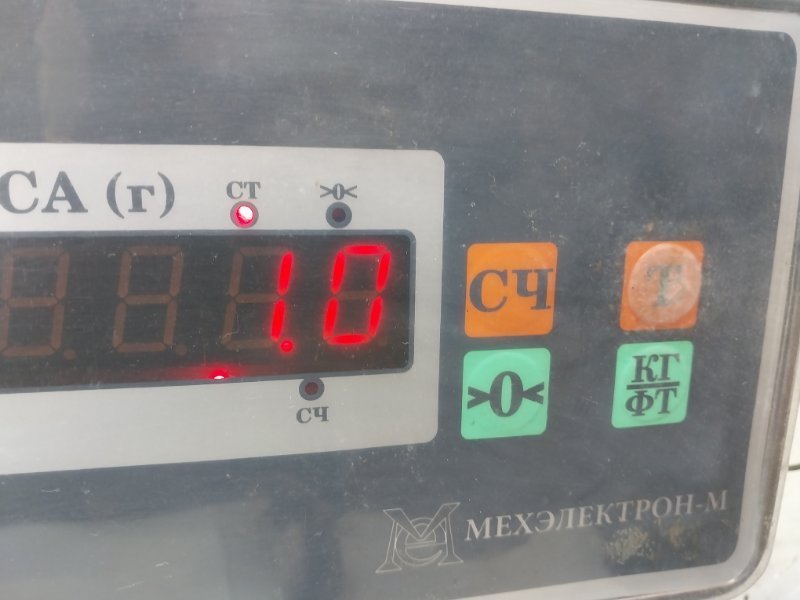 СА (г)
СТ >0<
1.0
СЧ
СЧ Т
>0< КГ
ФТ
МЕХЭЛЕКТРОН-М